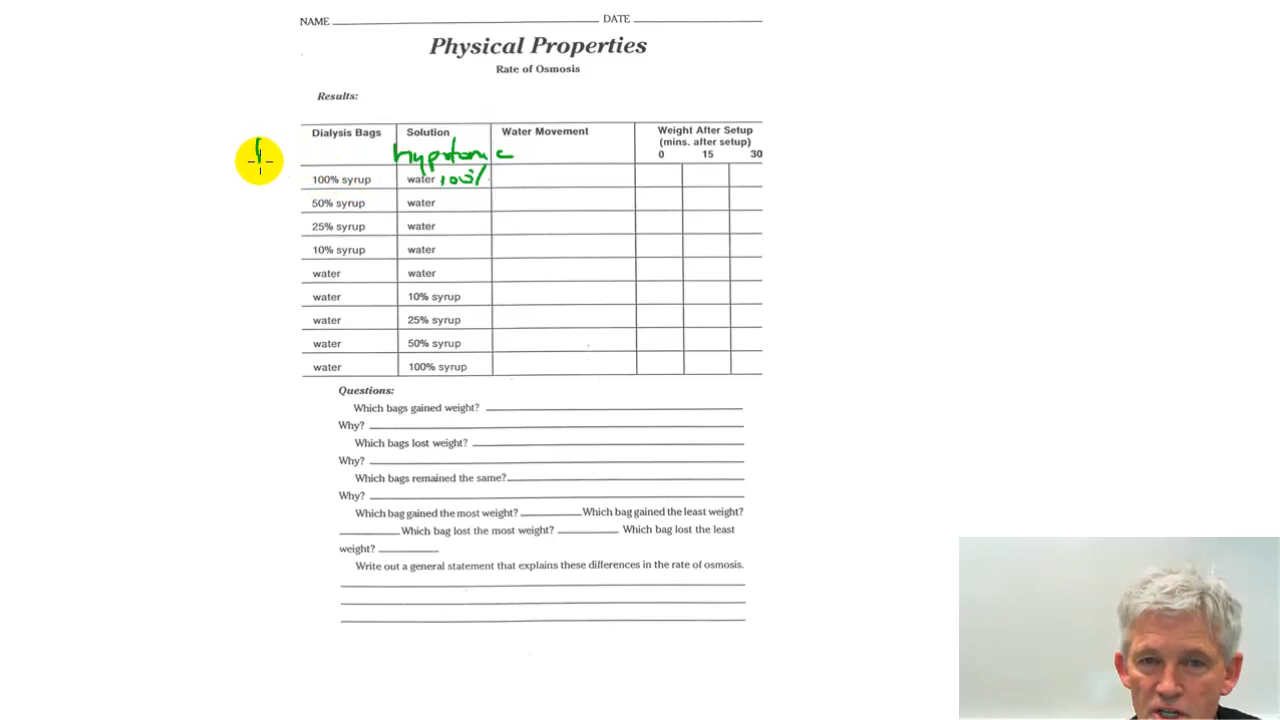 NAME DATE
Physical Properties
Rate of Osmosis
Results:
Dialysis Bags Solution Water Movement Weight After Setup
(mins. after setup)
hypotonic 0 15 30
100% syrup water 100%
50% syrup water
25% syrup water
10% syrup water
water water
water 10% syrup
water 25% syrup
water 50% syrup
water 100% syrup
Questions:
Which bags gained weight?
Why?
Which bags lost weight?
Why?
Which bags remained the same?
Why?
Which bag gained the most weight? Which bag gained the least weight?
Which bag lost the most weight? Which bag lost the least
weight?
Write out a general statement that explains these differences in the rate of osmosis.